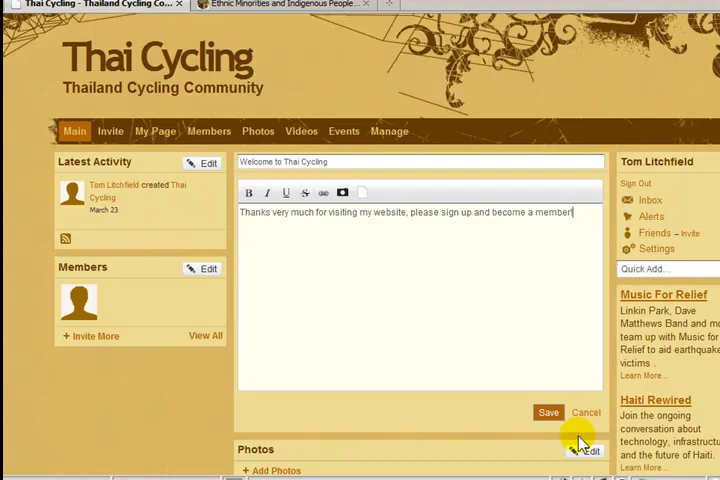 Thai Cycling - Thailand Cycling Co...
Ethnic Minorities and Indigenous People...
Thai Cycling
Thailand Cycling Community
Main Invite My Page Members Photos Videos Events Manage
Latest Activity
Edit
Tom Litchfield created Thai
Cycling
March 23
Members
Edit
+ Invite More
View All
Welcome to Thai Cycling
B I U S
Thanks very much for visiting my website, please sign up and become a member!
Save
Cancel
Photos
Edit
+ Add Photos
Tom Litchfield
Sign Out
Inbox
Alerts
Friends – Invite
Settings
Quick Add...
Music For Relief
Linkin Park, Dave
Matthews Band and mo
team up with Music for
Relief to aid earthquake
victims .
Learn More...
Haiti Rewired
Join the ongoing
conversation about
technology, infrastructu
and the future of Haiti.
Learn More...